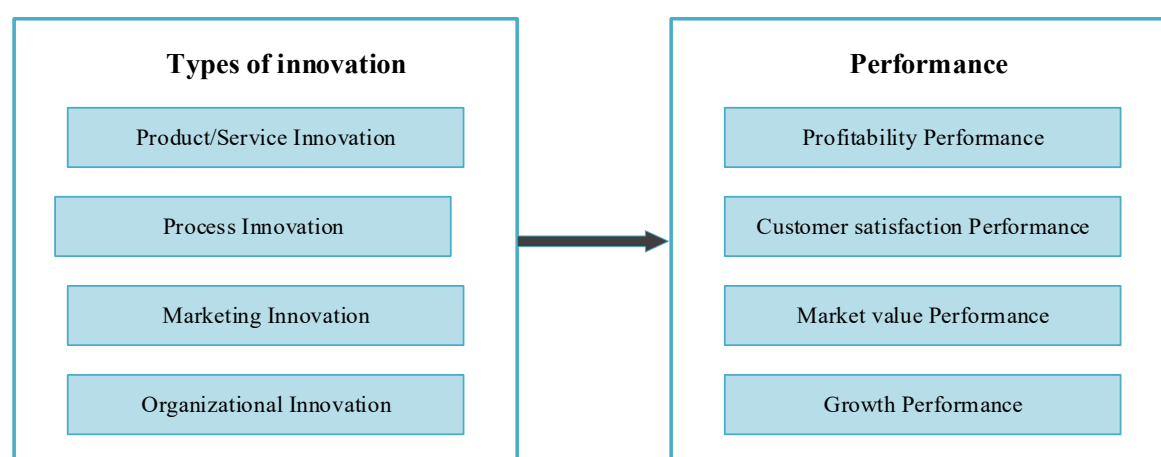 Types of innovation
Product/Service Innovation
Process Innovation
Marketing Innovation
Organizational Innovation
Performance
Profitability Performance
Customer satisfaction Performance
Market value Performance
Growth Performance